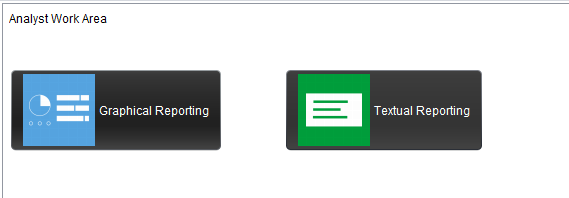 Analyst Work Area
Graphical Reporting
Textual Reporting